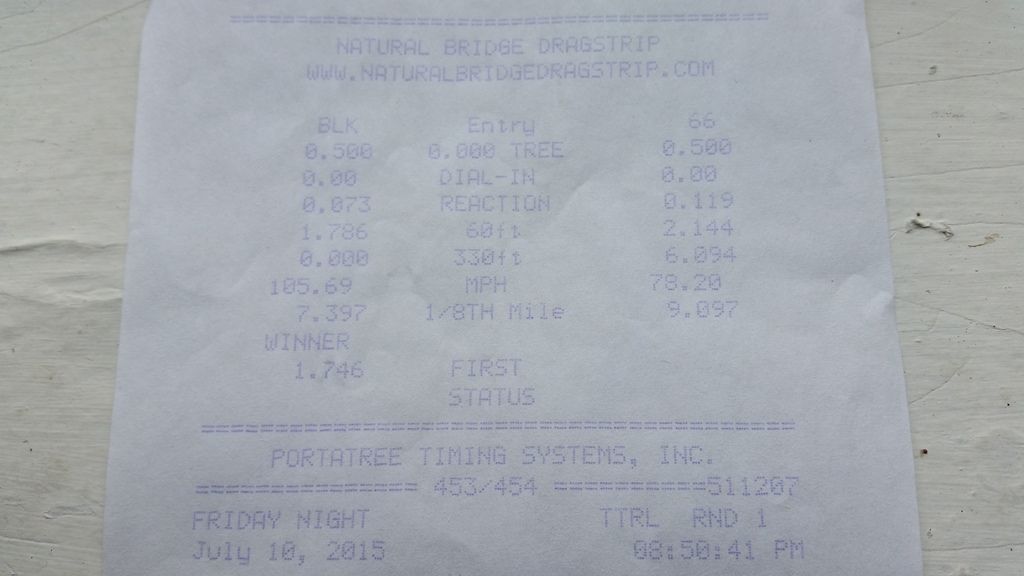 ======================================
NATURAL BRIDGE DRAGSTRIP
WWW.NATURALBRIDGEDRAGSTRIP.COM
BLK Entry 66
0.500 0.000 TREE 0.500
0.00 DIAL-IN 0.00
0.073 REACTION 0.119
1.786 60ft 2.144
0.000 330ft 6.094
105.69 MPH 78.20
7.397 1/8TH Mile 9.097
WINNER
1.746 FIRST
STATUS
========================================
PORTATREE TIMING SYSTEMS, INC.
=============== 453/454 ==========511207
FRIDAY NIGHT TTRL RND 1
July 10, 2015 08:50:41 PM